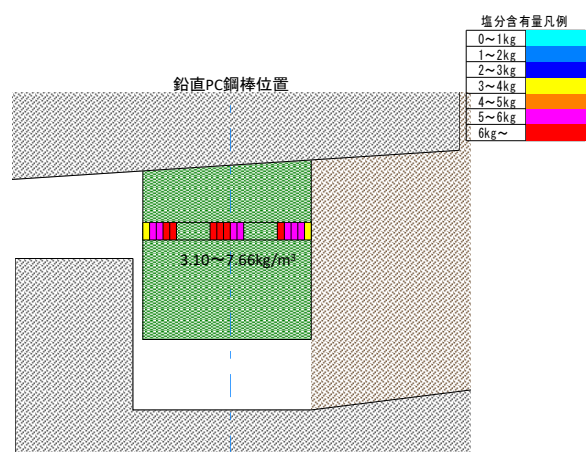 塩分含有量凡例
0～1kg
1～2kg
2～3kg
3～4kg
4～5kg
5～6kg
6kg～
鉛直PC鋼棒位置
3.10～7.66kg/m³